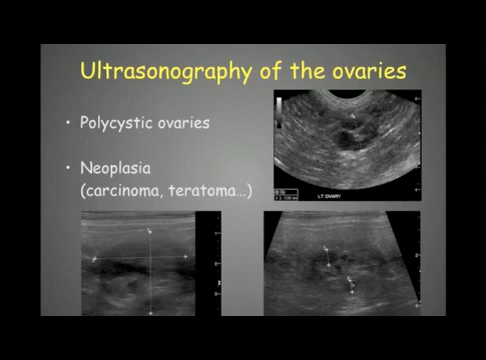 Ultrasonography of the ovaries
• Polycystic ovaries
• Neoplasia
(carcinoma, teratoma...)
LT OVARY